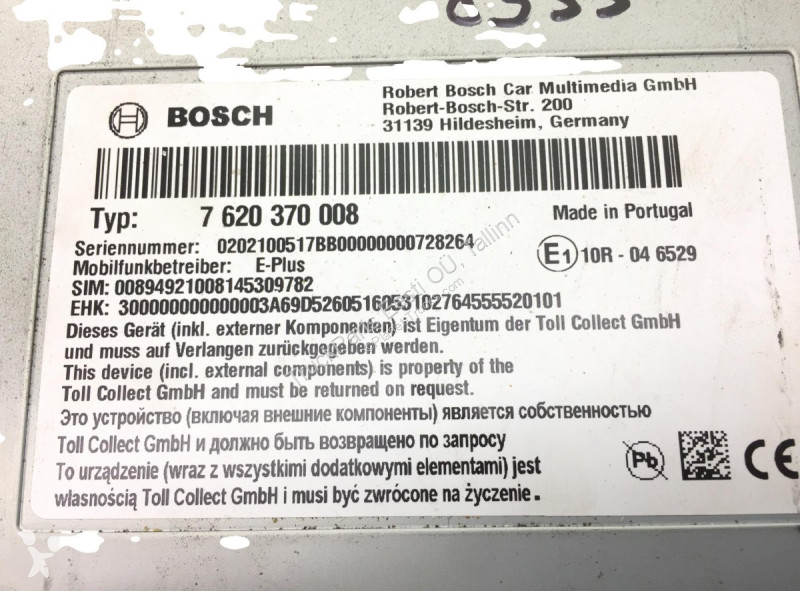 BOSCH
Robert Bosch Car Multimedia GmbH
Robert-Bosch-Str. 200
31139 Hildesheim, Germany
Typ: 7 620 370 008
Made in Portugal
Seriennummer: 0202100517BB00000000728264
Mobilfunkbetreiber: E-Plus
E1 10R - 04 6529
SIM: 00894921008145309782
EHK: 300000000000003A69D5260516053102764555520101
Dieses Gerät (inkl. externer Komponenten) ist Eigentum der Toll Collect GmbH
und muss auf Verlangen zurückgegeben werden.
This device (incl. external components) is property of the
Toll Collect GmbH and must be returned on request.
Это устройство (включая внешние компоненты) является собственностью
Toll Collect GmbH и должно быть возвращено по запросу
To urządzenie (wraz z wszystkimi dodatkowymi elementami) jest
własnością Toll Collect GmbH i musi być zwrócone na życzenie.
Pb
CE